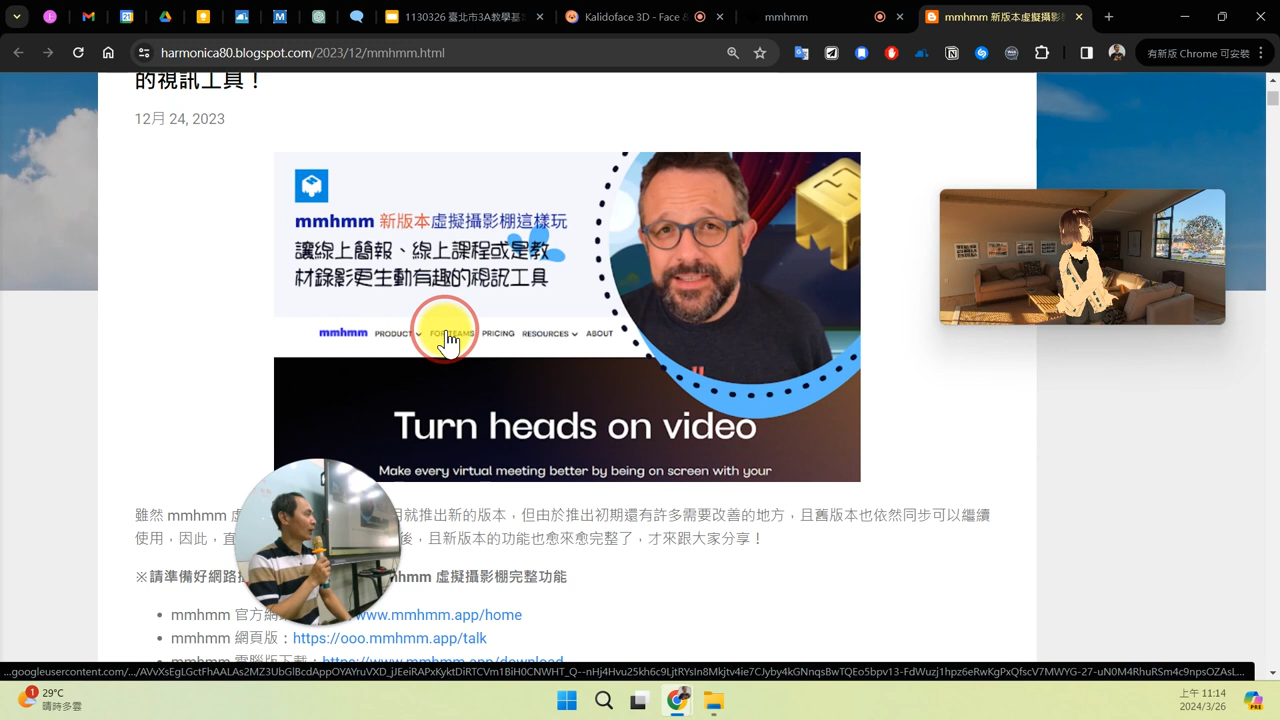 1130326 臺北市3A教學基
Kalidoface 3D - Face &
mmhmm
mmhmm 新版本虛擬攝影
harmonica80.blogspot.com/2023/12/mmhmm.html
有新版 Chrome 可安裝
的視訊工具！
12月 24, 2023
mmhmm 新版本虛擬攝影棚這樣玩
讓線上簡報、線上課程或是教
材錄影更生動有趣的視訊工具
mmhmm PRODUCT FOR TEAMS PRICING RESOURCES ABOUT
Turn heads on video
Make every virtual meeting better by being on screen with your
雖然 mmhmm 就推出新的版本，但由於推出初期還有許多需要改善的地方，且舊版本也依然同步可以繼續
使用，因此，直 後，且新版本的功能也愈來愈完整了，才來跟大家分享！
※請準備好網路 mmhmm 虛擬攝影棚完整功能
mmhmm 官方網 www.mmhmm.app/home
mmhmm 網頁版：https://ooo.mmhmm.app/talk
mmhmm 電腦版下載：https://www.mmhmm.app/download
29°C
晴時多雲
上午 11:14
2024/3/26